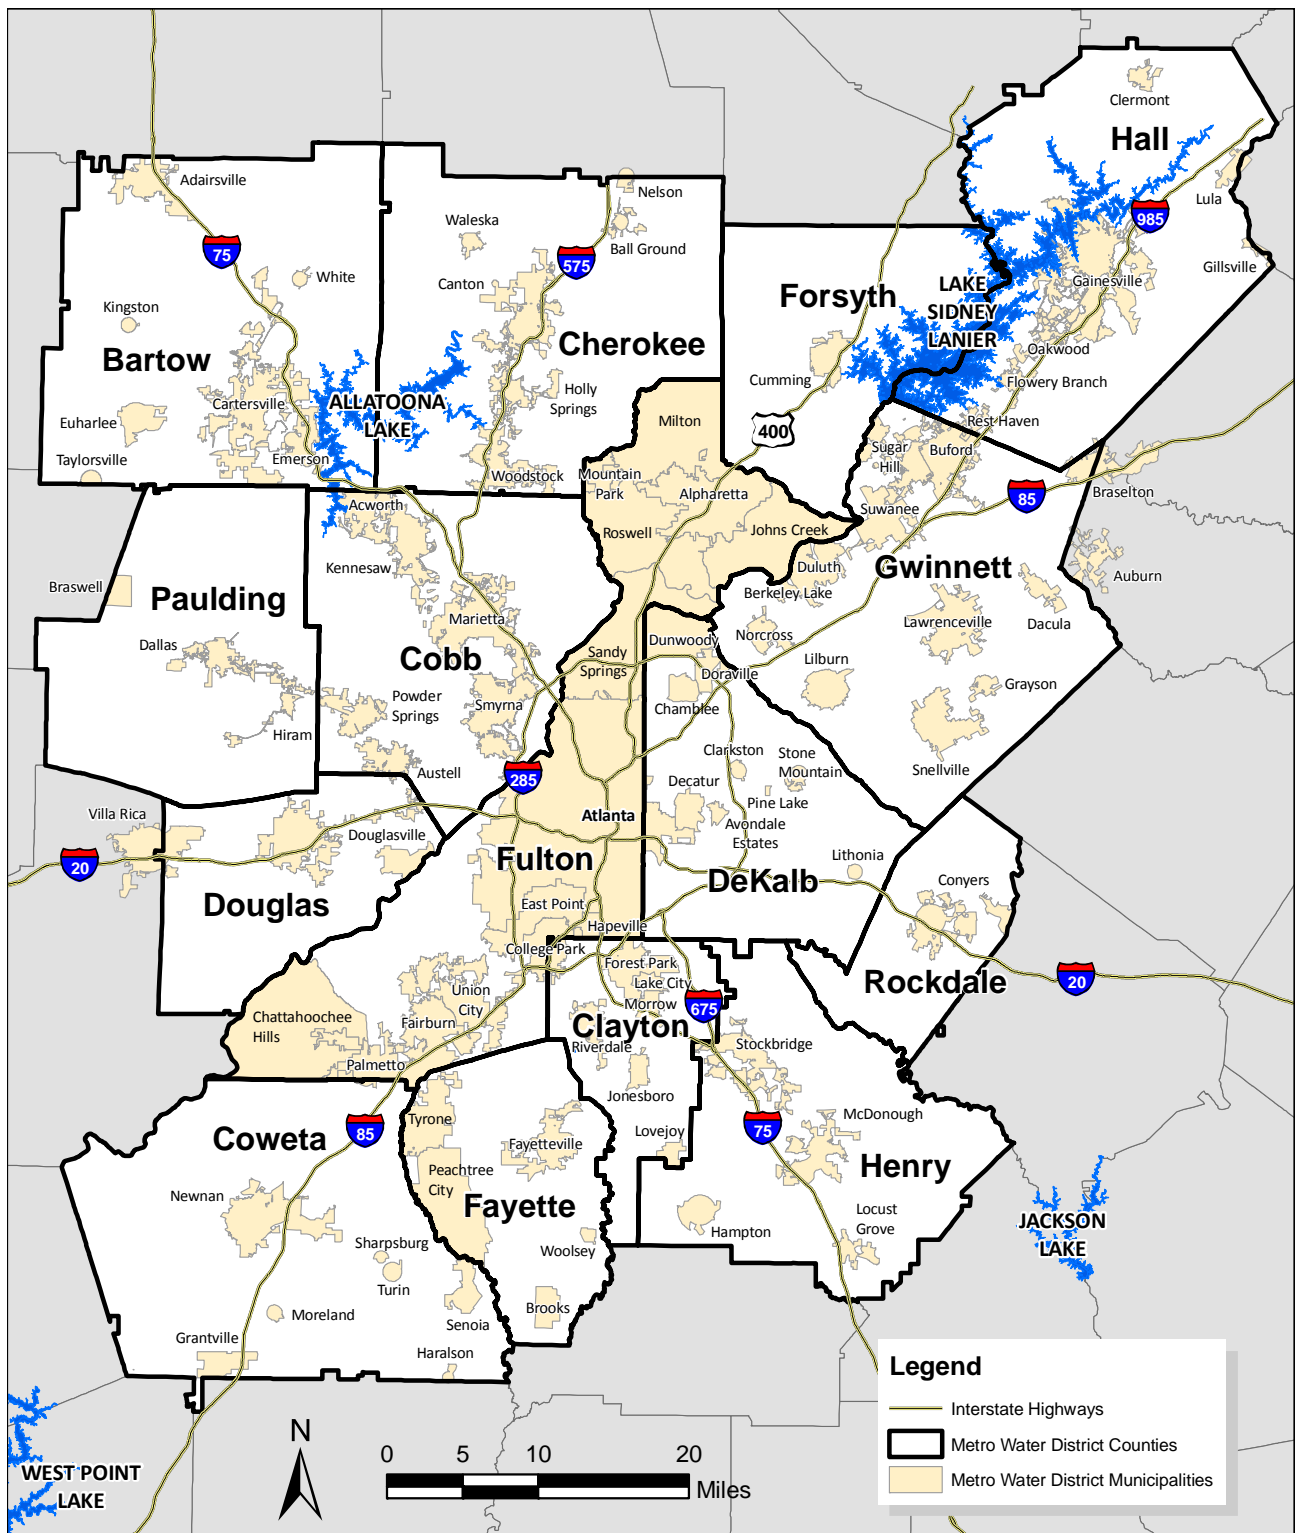 Clermont
Hall
Adairsville
Nelson
Lula
Waleska
985
75
Ball Ground
575
Gillsville
White
Canton
Gainesville
Forsyth
LAKE
SIDNEY
LANIER
Kingston
Bartow
Cherokee
Oakwood
Cumming
Flowery Branch
Holly
Springs
Cartersville
ALLATOONA
LAKE
Euharlee
Milton
400
Rest Haven
Sugar
Hill
Buford
Taylorsville
Emerson
Woodstock
Mountain
Park
Alpharetta
85
Braselton
Acworth
Suwanee
Roswell
Johns Creek
Kennesaw
Duluth
Gwinnett
Auburn
Braswell
Paulding
Berkeley Lake
Marietta
Lawrenceville
Dacula
Dallas
Dunwoody
Norcross
Cobb
Sandy
Springs
Lilburn
Doraville
Grayson
Powder
Springs
Smyrna
Chamblee
Hiram
Clarkston
Stone
Mountain
Snellville
Austell
285
Decatur
Pine Lake
Villa Rica
Atlanta
Avondale
Estates
Douglasville
20
Fulton
Lithonia
DeKalb
Conyers
Douglas
East Point
Hapeville
College Park
Forest Park
Lake City
Rockdale
20
Union
City
Morrow
675
Chattahoochee
Hills
Fairburn
Clayton
Riverdale
Stockbridge
Palmetto
Jonesboro
McDonough
Tyrone
85
75
Coweta
Lovejoy
Fayetteville
Henry
Peachtree
City
Newnan
Fayette
Locust
Grove
JACKSON
LAKE
Hampton
Sharpsburg
Woolsey
Turin
Moreland
Brooks
Senoia
Grantville
Haralson
Legend
Interstate Highways
Metro Water District Counties
Metro Water District Municipalities
N
0 5 10 20
Miles
WEST POINT
LAKE